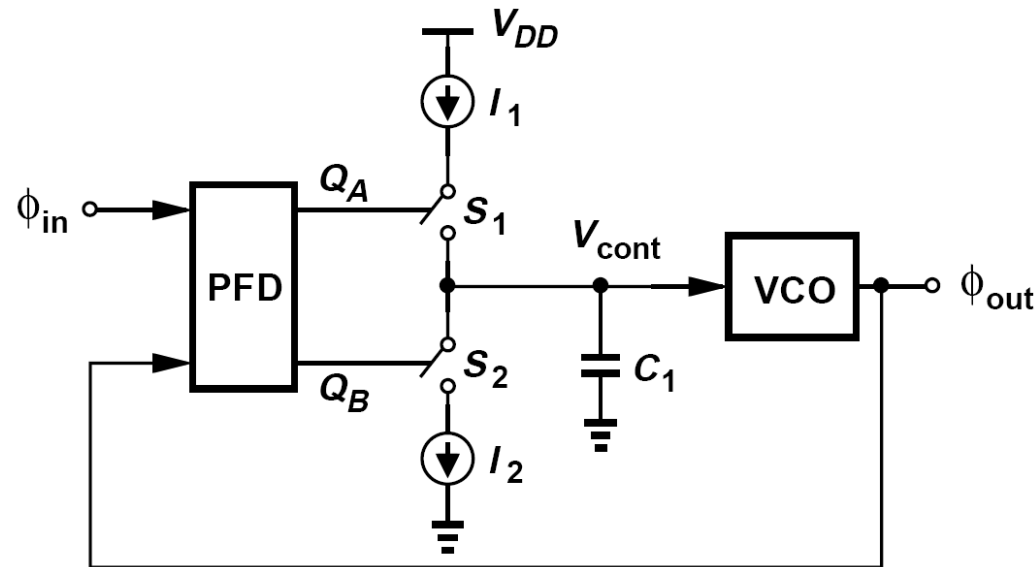 V_DD
I_1
Q_A
S_1
ϕ_in
V_cont
PFD
VCO
ϕ_out
Q_B
S_2
C_1
I_2